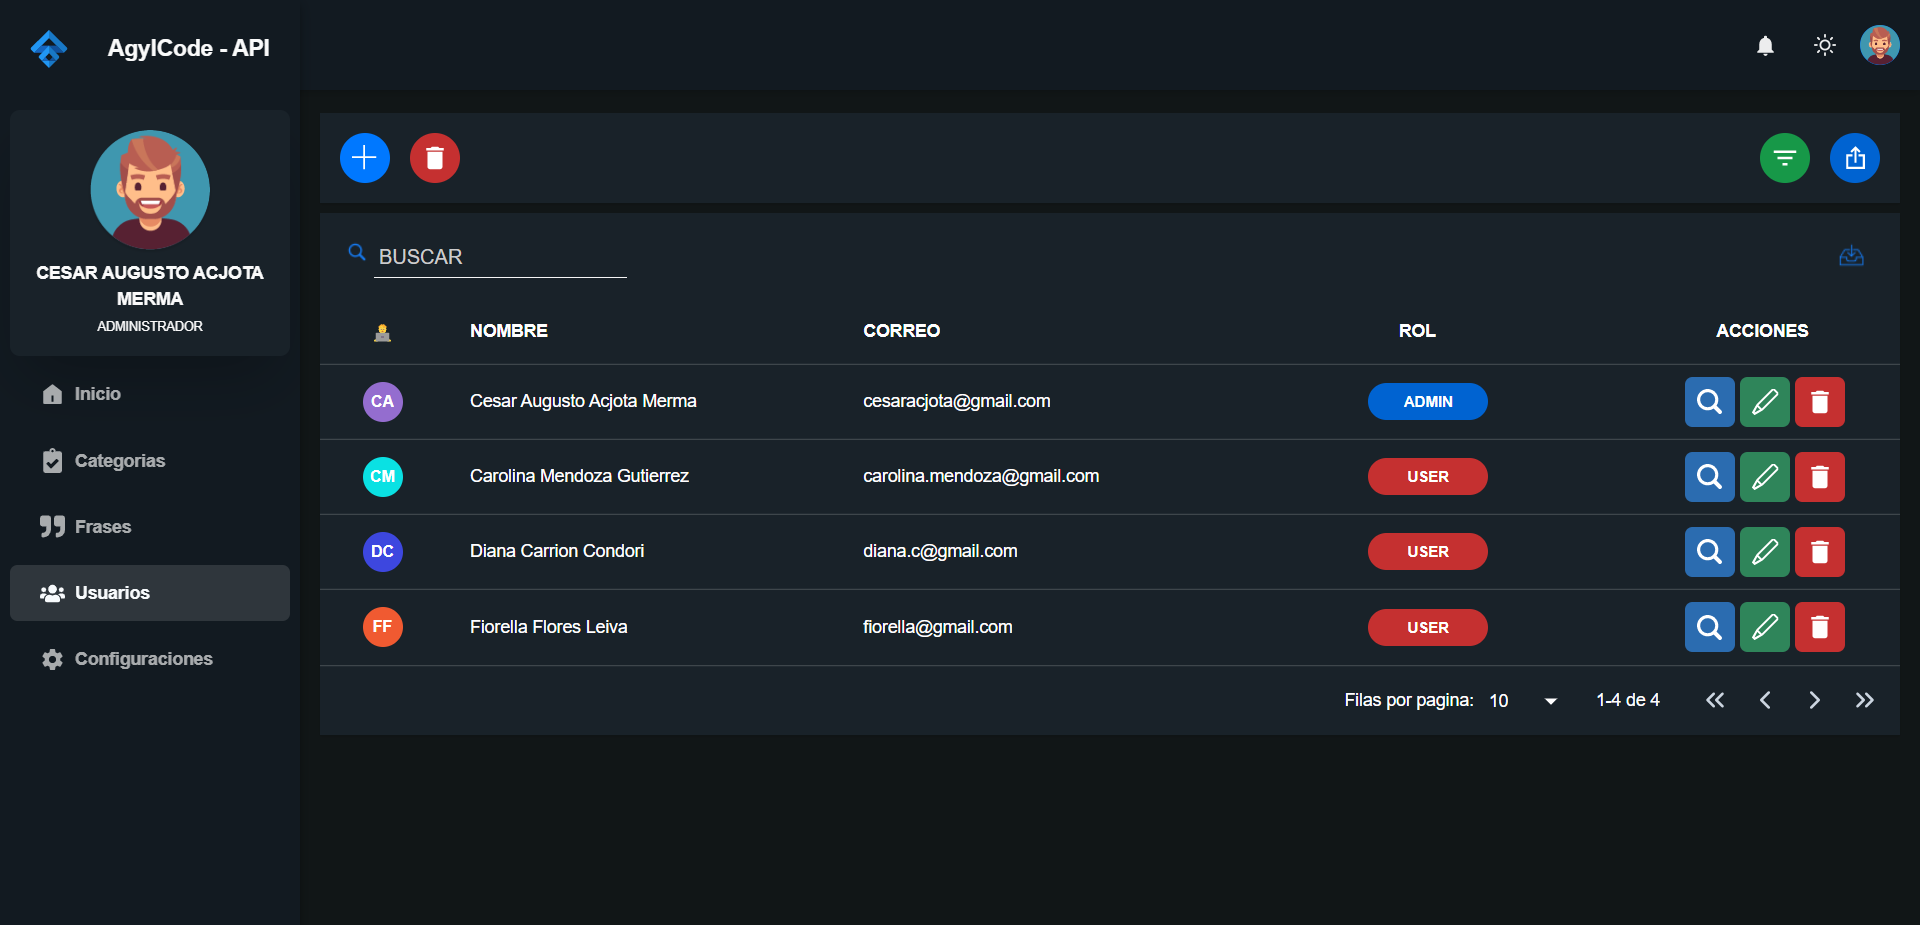 AgylCode - API
CESAR AUGUSTO ACJOTA
MERMA
ADMINISTRADOR
Inicio
Categorias
Frases
Usuarios
Configuraciones
BUSCAR
NOMBRE CORREO ROL ACCIONES
CA Cesar Augusto Acjota Merma cesaracjota@gmail.com ADMIN
CM Carolina Mendoza Gutierrez carolina.mendoza@gmail.com USER
DC Diana Carrion Condori diana.c@gmail.com USER
FF Fiorella Flores Leiva fiorella@gmail.com USER
Filas por pagina: 10 1-4 de 4